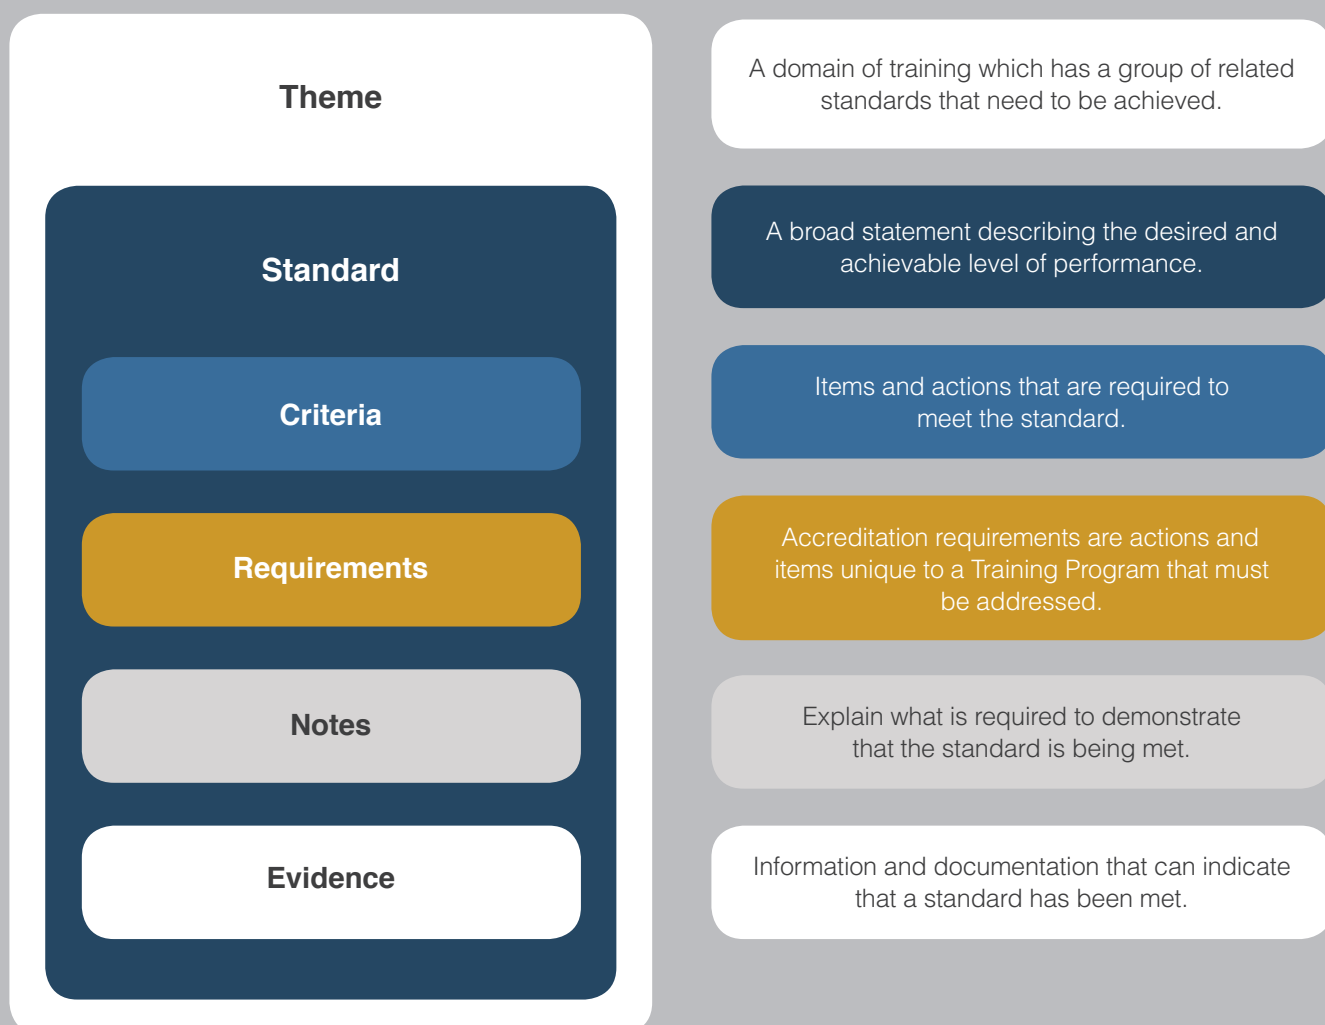 Theme
A domain of training which has a group of related
standards that need to be achieved.
Standard
A broad statement describing the desired and
achievable level of performance.
Criteria
Items and actions that are required to
meet the standard.
Requirements
Accreditation requirements are actions and
items unique to a Training Program that must
be addressed.
Notes
Explain what is required to demonstrate
that the standard is being met.
Evidence
Information and documentation that can indicate
that a standard has been met.